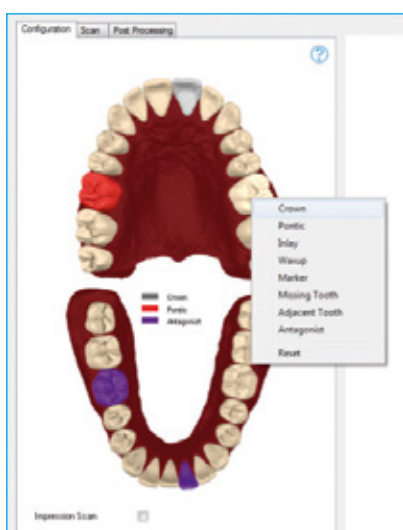 Configuration Scan Post Processing
?
Crown
Pontic
Inlay
Waxup
Marker
Missing Tooth
Adjacent Tooth
Antagonist
Reset
Crown
Pontic
Antagonist
Impression Scan